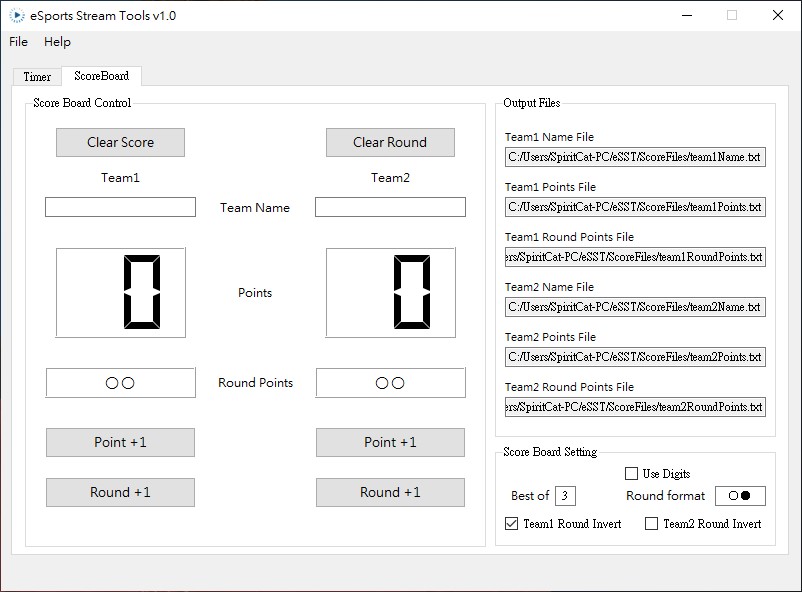 eSports Stream Tools v1.0
File Help
Timer ScoreBoard
Score Board Control
Clear Score Clear Round
Team1 Team2
Team Name
0 Points 0
○○ Round Points ○○
Point +1 Point +1
Round +1 Round +1
Output Files
Team1 Name File
C:/Users/SpiritCat-PC/eSST/ScoreFiles/team1Name.txt
Team1 Points File
C:/Users/SpiritCat-PC/eSST/ScoreFiles/team1Points.txt
Team1 Round Points File
ers/SpiritCat-PC/eSST/ScoreFiles/team1RoundPoints.txt
Team2 Name File
C:/Users/SpiritCat-PC/eSST/ScoreFiles/team2Name.txt
Team2 Points File
C:/Users/SpiritCat-PC/eSST/ScoreFiles/team2Points.txt
Team2 Round Points File
ers/SpiritCat-PC/eSST/ScoreFiles/team2RoundPoints.txt
Score Board Setting
Use Digits
Best of 3 Round format ○●
Team1 Round Invert Team2 Round Invert